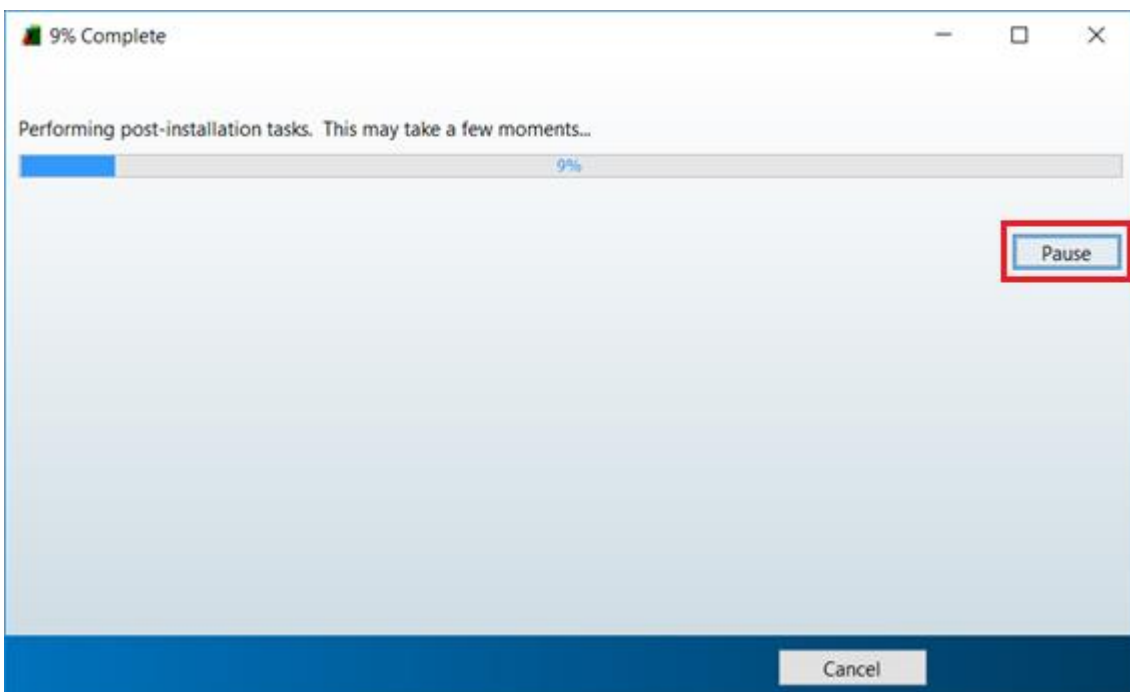 9% Complete
Performing post-installation tasks.  This may take a few moments...
9%
Pause
Cancel